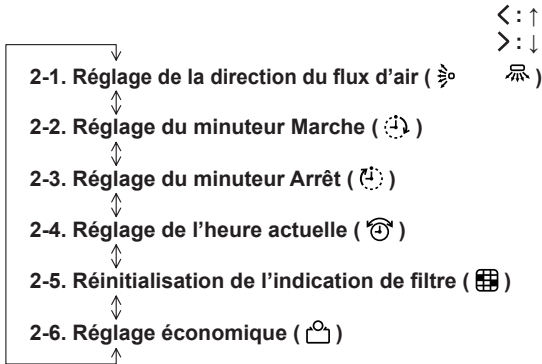 < : ↑
> : ↓
2-1. Réglage de la direction du flux d'air ( )
2-2. Réglage du minuteur Marche ( )
2-3. Réglage du minuteur Arrêt ( )
2-4. Réglage de l'heure actuelle ( )
2-5. Réinitialisation de l'indication de filtre ( )
2-6. Réglage économique ( )